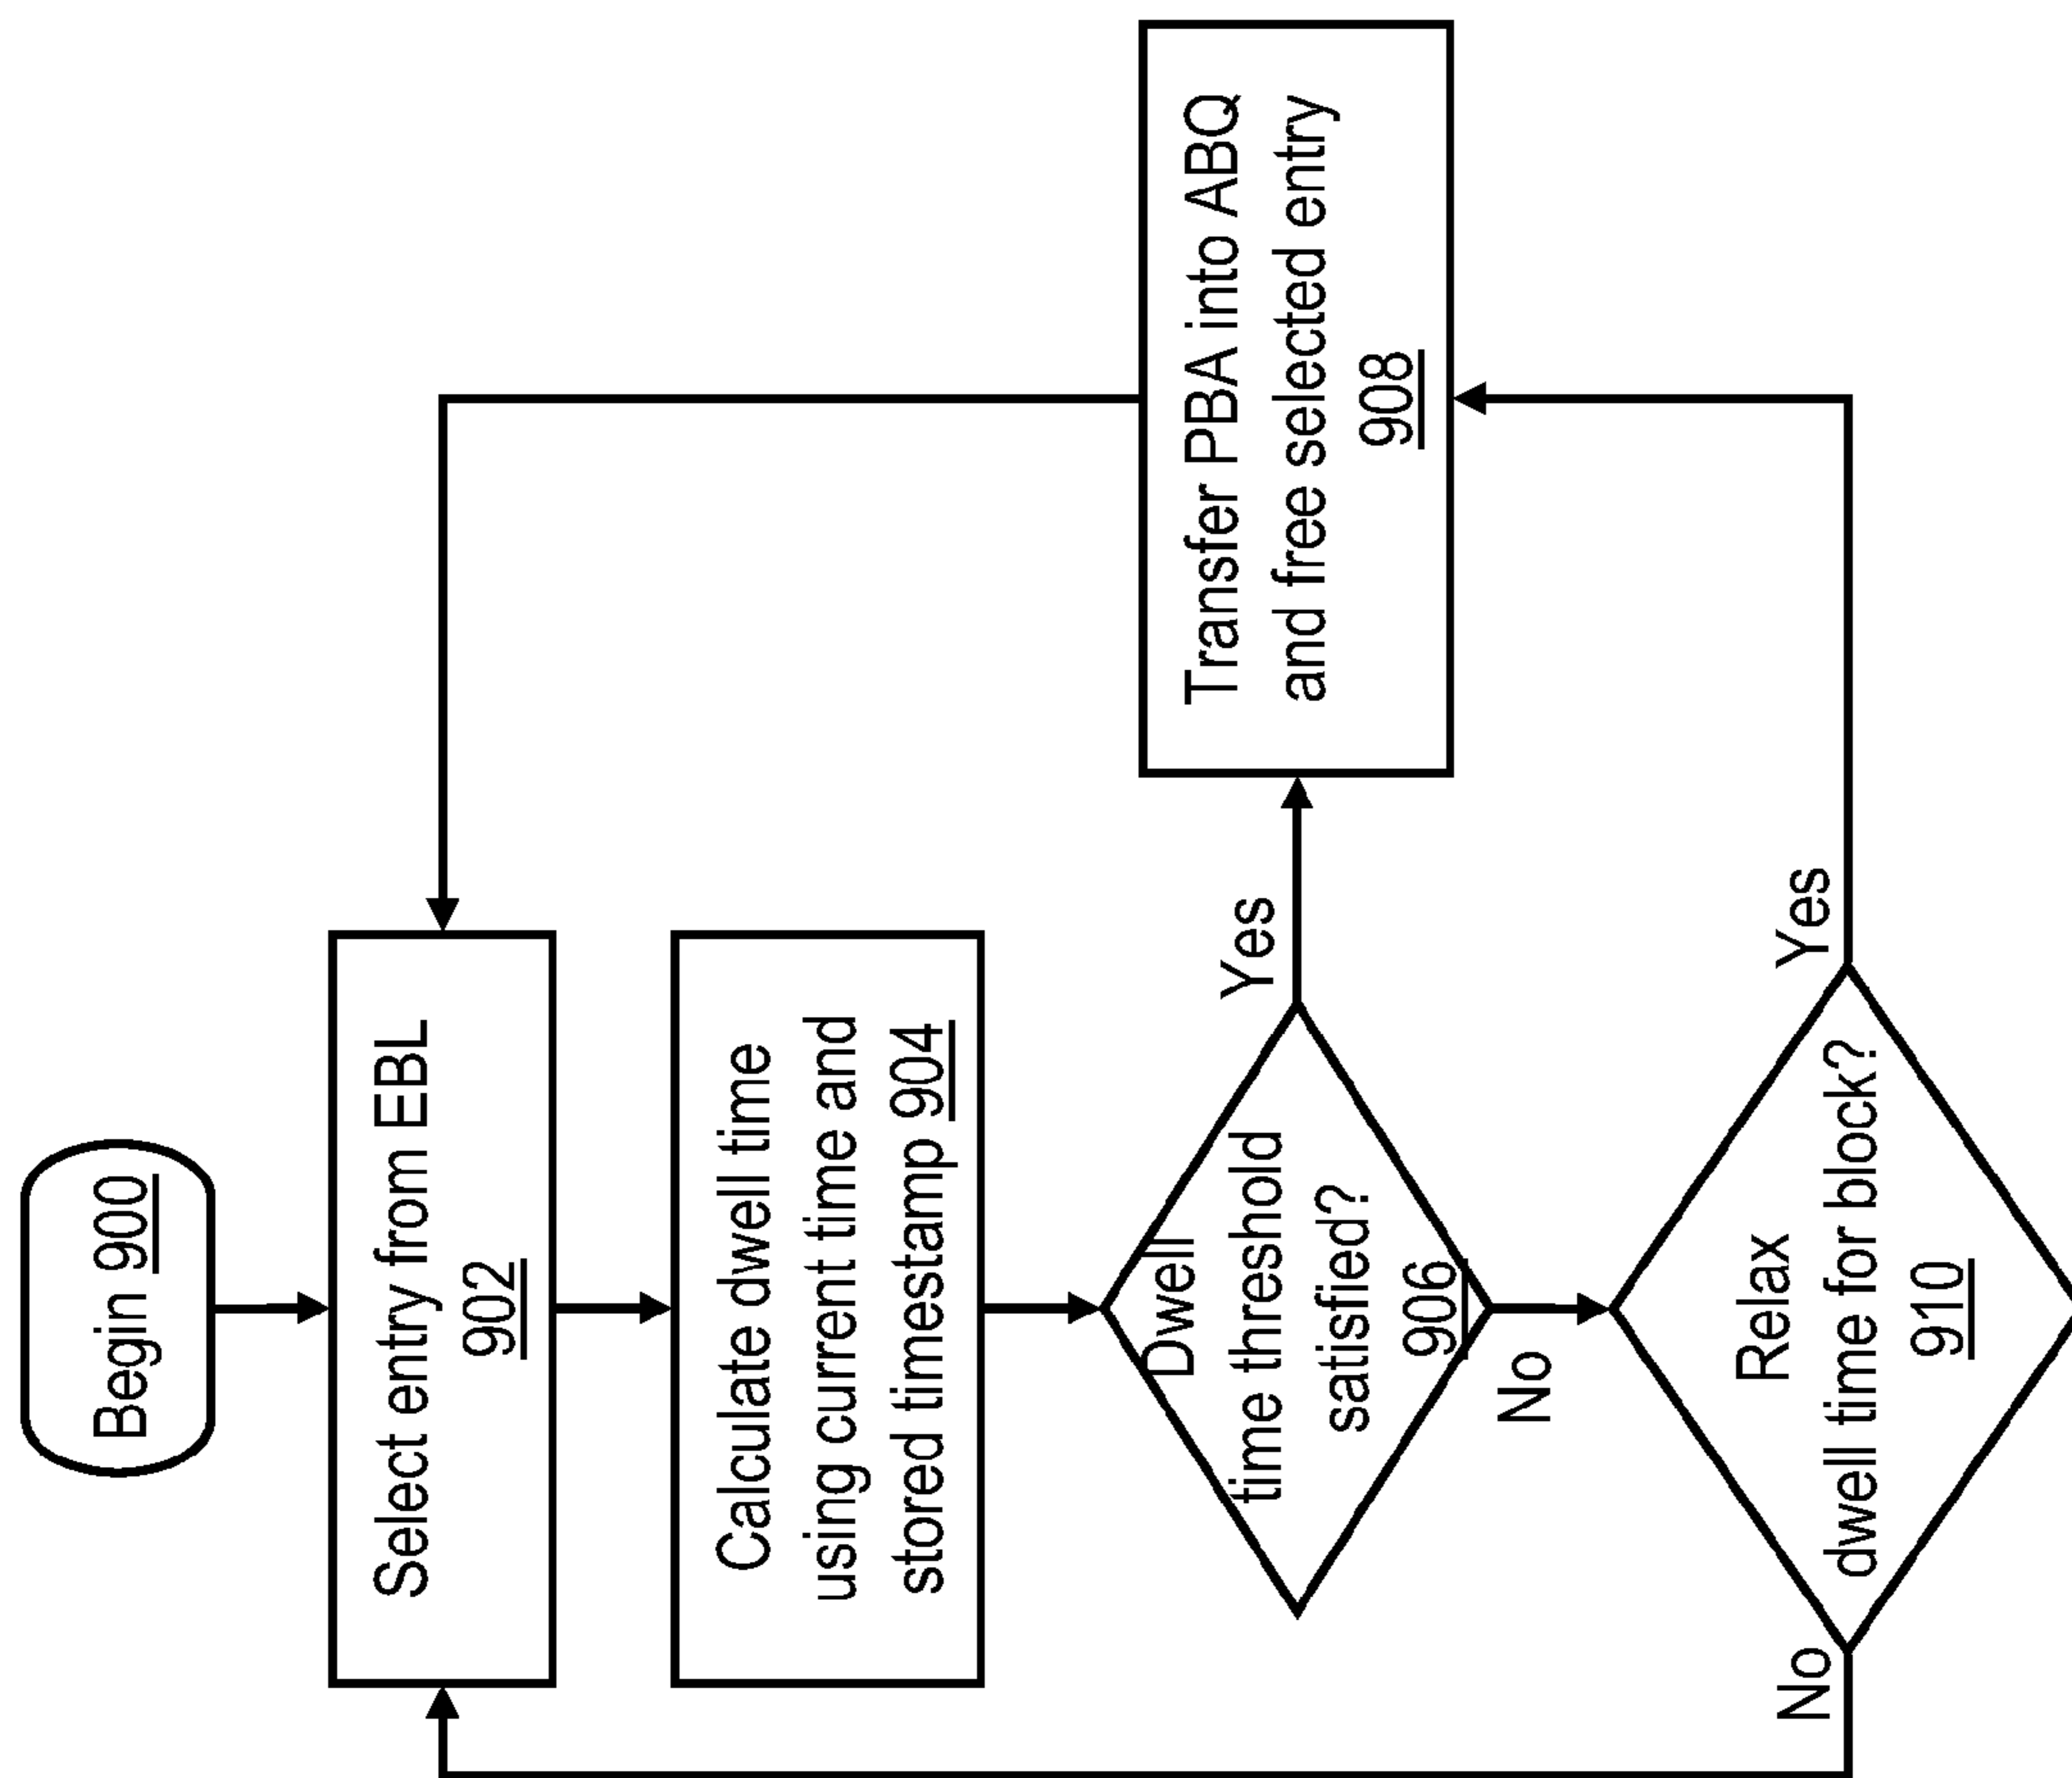 Begin 900
Select entry from EBL
902
Calculate dwell time
using current time and
stored timestamp 904
Dwell
time threshold
satisfied?
906
Yes
No
Transfer PBA into ABQ
and free selected entry
908
Relax
dwell time for block?
910
Yes
No